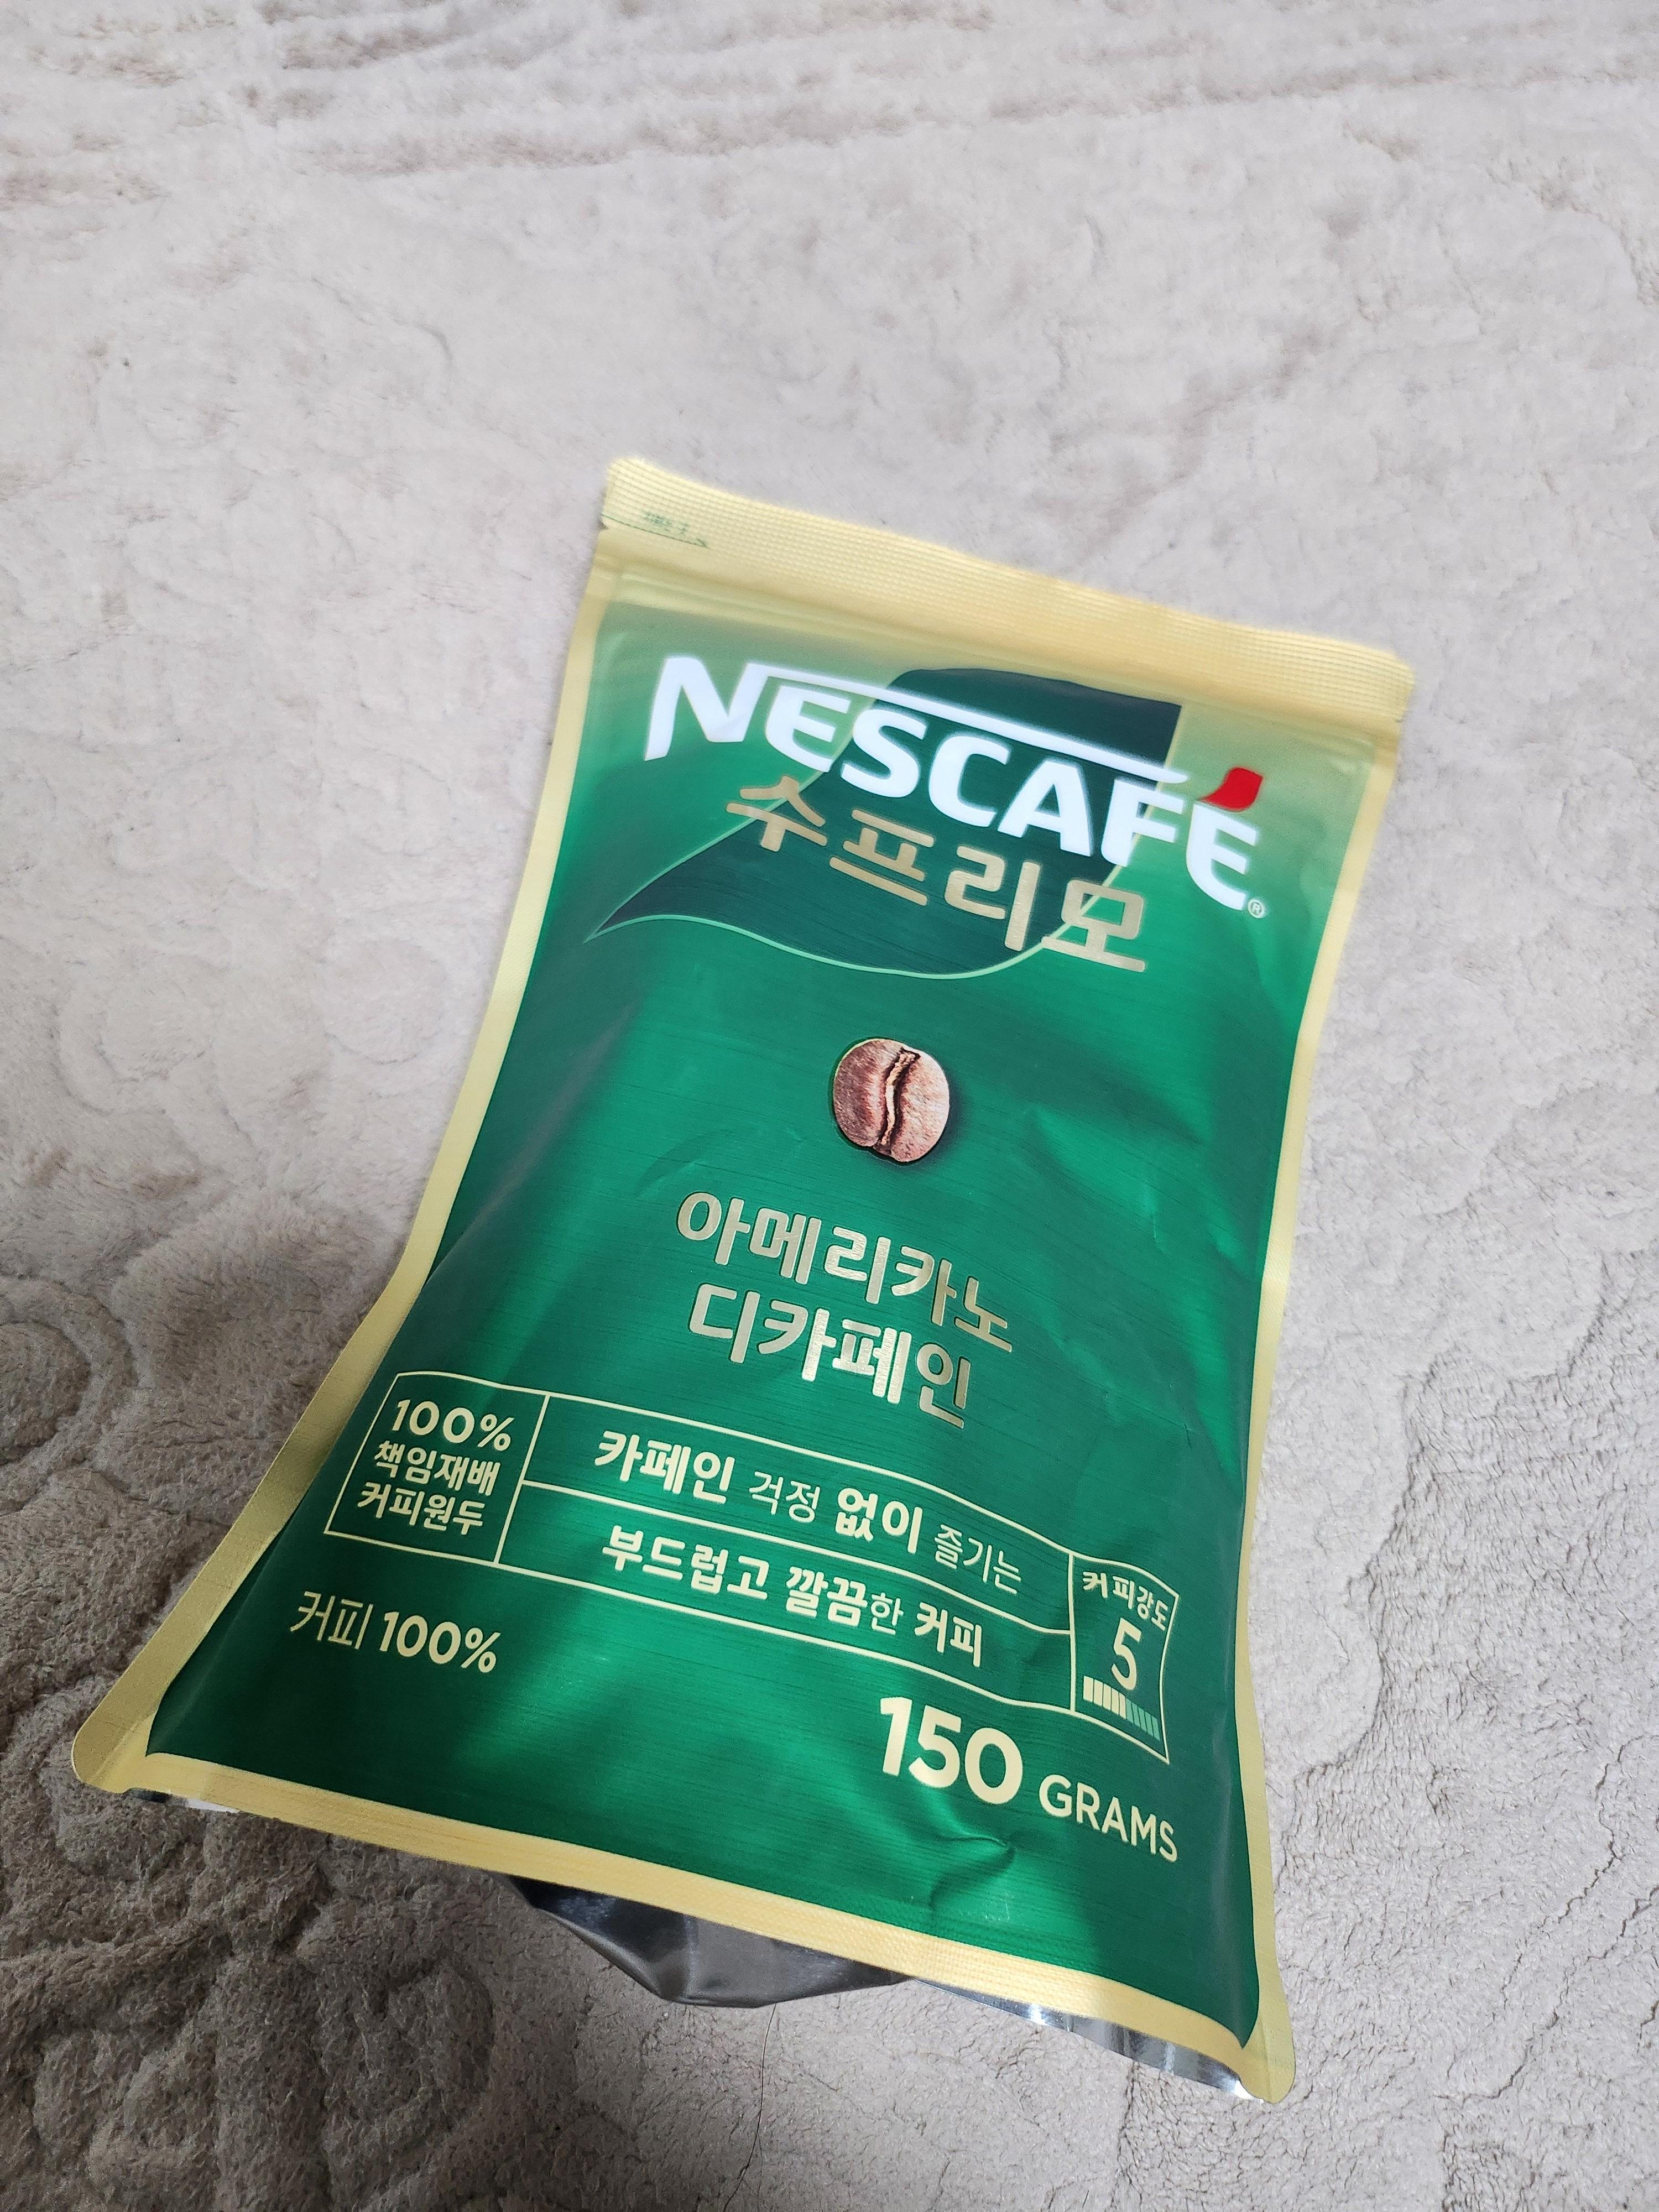 NESCAFÉ®
수프리모
아메리카노
디카페인
100%
책임재배
커피원두
카페인 걱정 없이 즐기는
부드럽고 깔끔한 커피
커피강도
5
커피 100%
150 GRAMS